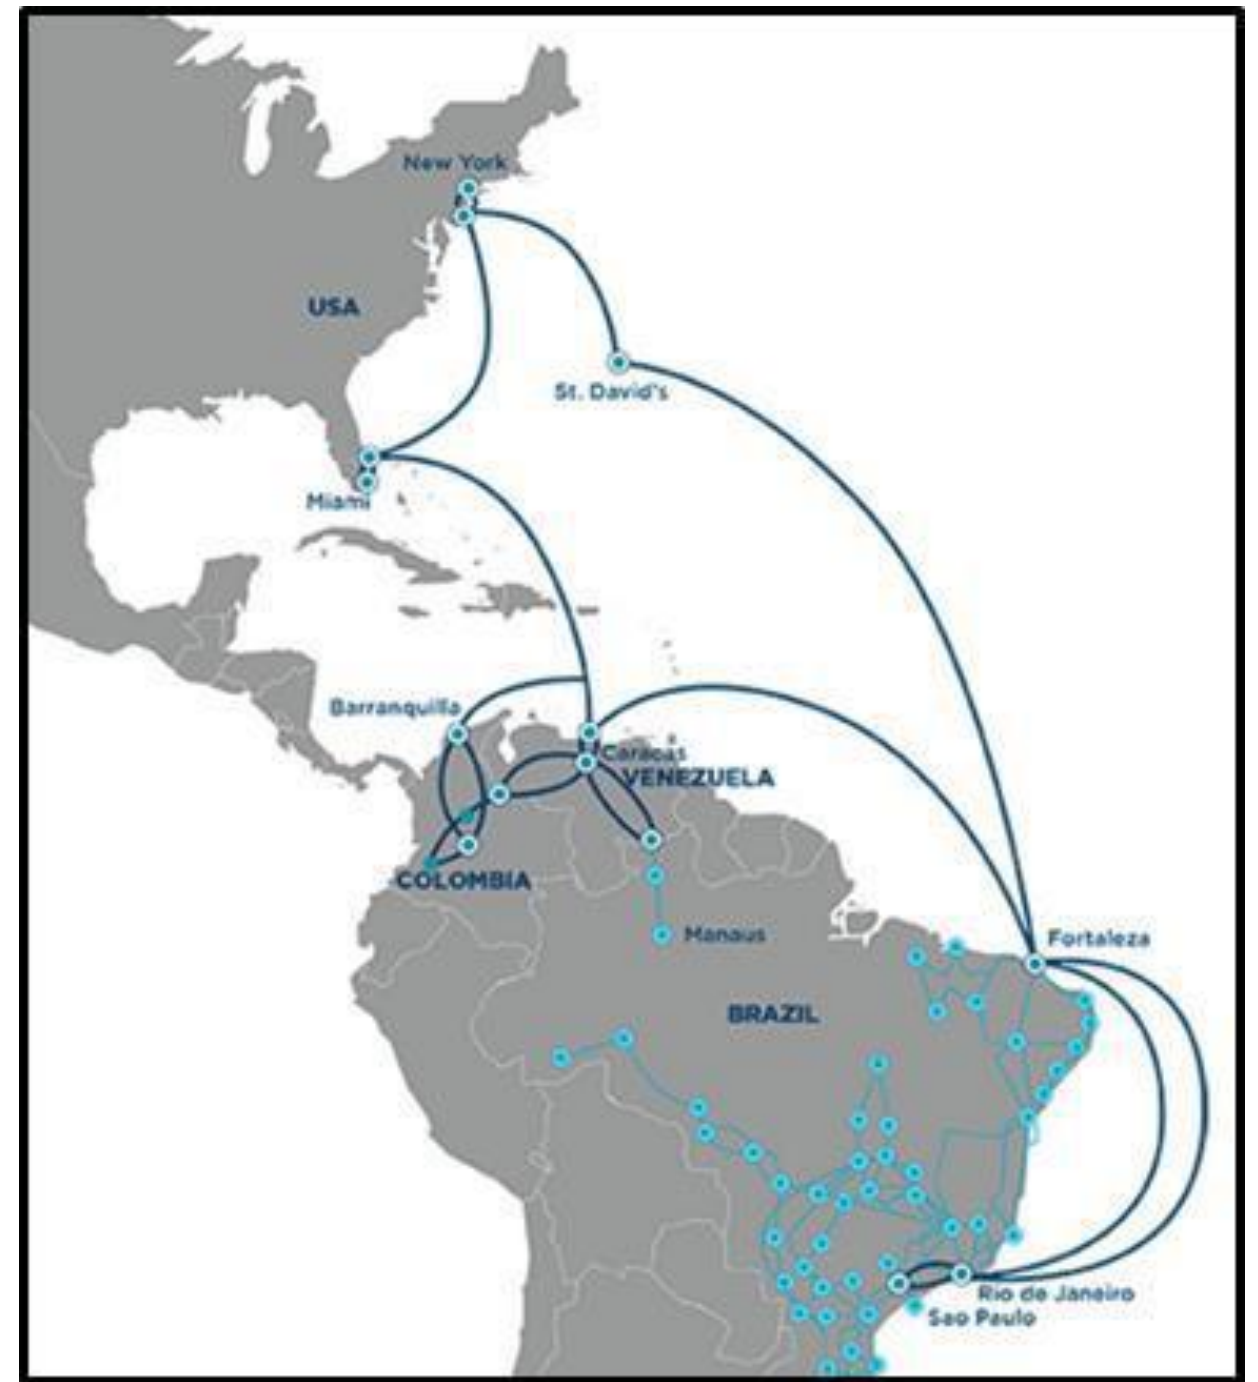 New York
USA
St. David's
Miami
Barranquilla
Caracas
VENEZUELA
COLOMBIA
Manaus
Fortaleza
BRAZIL
Rio de Janeiro
Sao Paulo